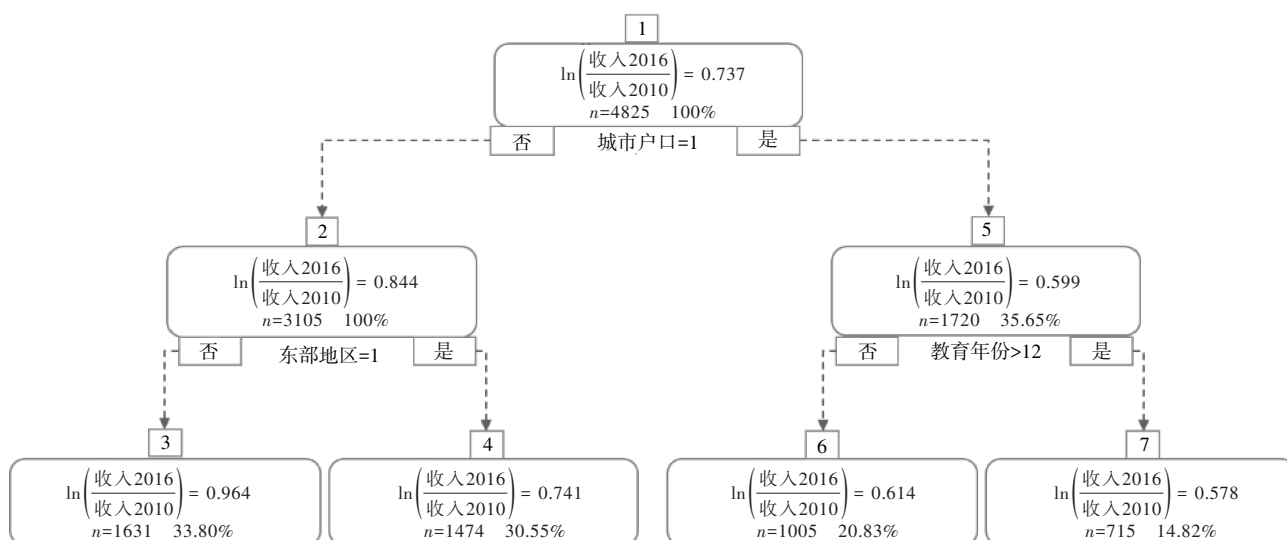 1
ln(收入2016/收入2010) = 0.737
n=4825 100%
否 城市户口=1 是
2
ln(收入2016/收入2010) = 0.844
n=3105 100%
否 东部地区=1 是
5
ln(收入2016/收入2010) = 0.599
n=1720 35.65%
否 教育年份>12 是
3
ln(收入2016/收入2010) = 0.964
n=1631 33.80%
4
ln(收入2016/收入2010) = 0.741
n=1474 30.55%
6
ln(收入2016/收入2010) = 0.614
n=1005 20.83%
7
ln(收入2016/收入2010) = 0.578
n=715 14.82%